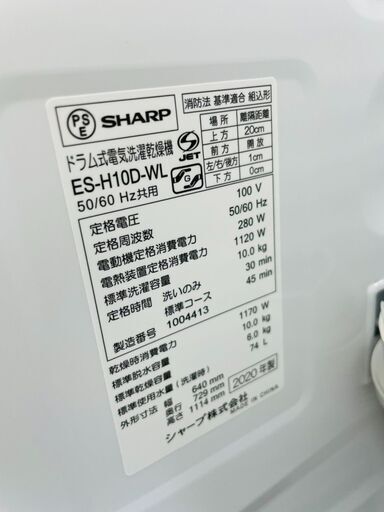 PSE SHARP
消防法 基準適合 組込形
場所 離隔距離
上方 20cm
前方 開放
左/右/後方 1cm
下方 0cm
ドラム式電気洗濯乾燥機
ES-H10D-WL
50/60 Hz共用
S JET
G
定格電圧 100 V
定格周波数 50/60 Hz
電動機定格消費電力 280 W
電熱装置定格消費電力 1120 W
標準洗濯容量 10.0 kg
定格時間 洗いのみ 30 min
標準コース 45 min
製造番号 1004413
乾燥時消費電力 1170 W
標準脱水容量 10.0 kg
標準乾燥容量 6.0 kg
標準使用水量 (洗濯時) 74 L
外形寸法 幅 640 mm
奥行 729 mm
高さ 1114 mm
2020年製
シャープ株式会社
MADE IN CHINA